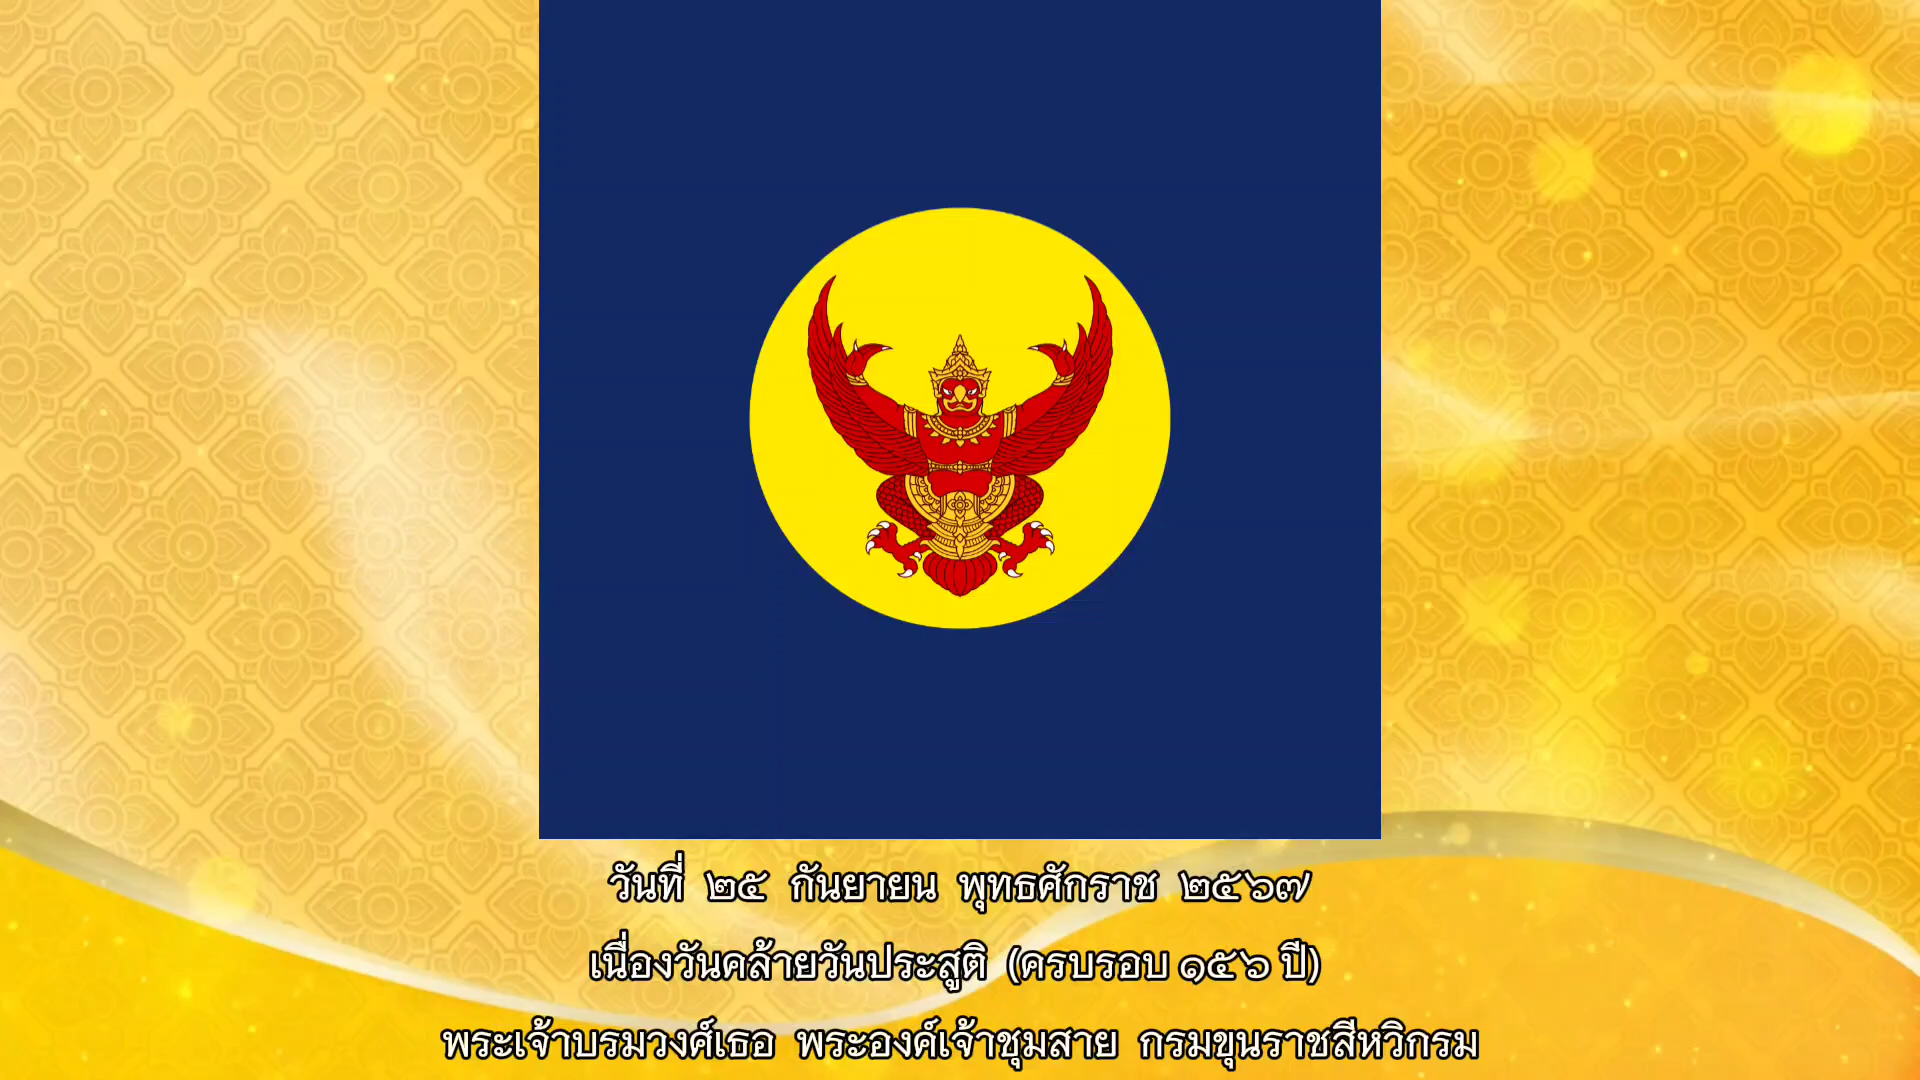 วันที่ ๒๕ กันยายน พุทธศักราช ๒๕๖๗
เนื่องวันคล้ายวันประสูติ (ครบรอบ ๑๕๖ ปี)
พระเจ้าบรมวงศ์เธอ พระองค์เจ้าชุมสาย กรมขุนราชสีหวิกรม